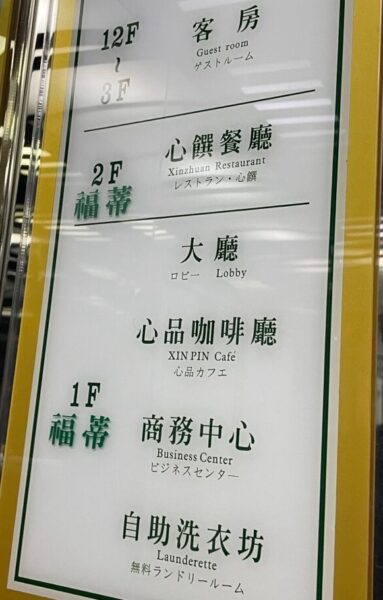 12F
~
3F
客房
Guest room
ゲストルーム
2F
福蒂
心饌餐廳
Xinzhuan Restaurant
レストラン・心饌
大廳
ロビー Lobby
心品咖啡廳
XIN PIN Café
心品カフエ
1F
福蒂
商務中心
Business Center
ビジネスセンター
自助洗衣坊
Launderette
無料ランドリールーム